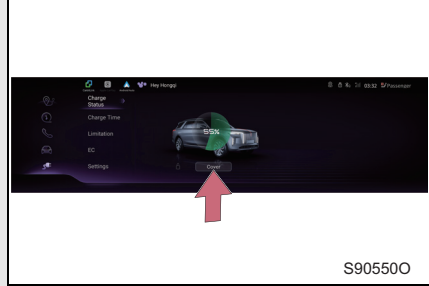 Hey Hongqi
03:32
Passenger
Charge
Status
Charge Time
55%
Limitation
EC
Settings
Cover
S90550O